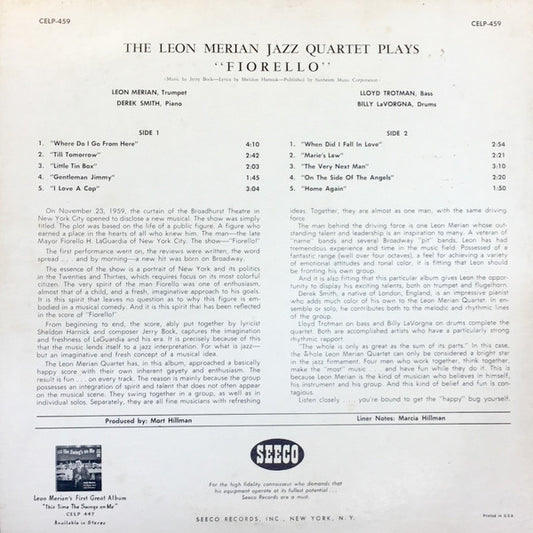 CELP-459 CELP-459
THE LEON MERIAN JAZZ QUARTET PLAYS
"FIORELLO"
(Music by Jerry Bock—Lyrics by Sheldon Harnick—Published by Sunbeam Music Corporation)
LEON MERIAN, Trumpet
DEREK SMITH, Piano
LLOYD TROTMAN, Bass
BILLY LaVORGNA, Drums
SIDE 1
1. "Where Do I Go From Here" 4:10
2. "Till Tomorrow" 2:42
3. "Little Tin Box" 2:03
4. "Gentleman Jimmy" 1:45
5. "I Love A Cop" 3:04
SIDE 2
1. "When Did I Fall In Love" 2:54
2. "Marie's Law" 2:21
3. "The Very Next Man" 3:10
4. "On The Side Of The Angels" 2:20
5. "Home Again" 1:50
On November 23, 1959, the curtain of the Broadhurst Theatre in
New York City opened to disclose a new musical. The show was simply
titled. The plot was based on the life of a public figure. A figure who
earned a place in the hearts of all who knew him. The man—the late
Mayor Fiorello H. LaGuardia of New York City. The show—"Fiorello!"
The first performance went on, the reviews were written, the word
spread . . . and by morning—a new hit was born on Broadway.
The essence of the show is a portrait of New York and its politics
in the Twenties and Thirties, which requires focus on its most colorful
citizen. The very spirit of the man Fiorello was one of enthusiasm,
almost that of a child, and a fresh, imaginative approach to his goals.
It is this spirit that leaves no question as to why this figure is em-
bodied in a musical comedy. And it is this spirit that has been reflected
in the score of "Fiorello!"
From beginning to end, the score, ably put together by lyricist
Sheldon Harnick and composer Jerry Bock, captures the imagination
and freshness of LaGuardia and his era. It is precisely because of this
that the music lends itself to a jazz interpretation. For what is jazz—
but an imaginative and fresh concept of a musical idea.
The Leon Merian Quartet has, in this album, approached a basically
happy score with their own inherent gayety and enthusiasm. The
result is fun . . . on every track. The reason is mainly because the group
possesses an integration of spirit and talent that does not often appear
on the musical scene. They swing together in a group, as well as in
individual solos. Separately, they are all fine musicians with refreshing
ideas. Together, they are almost as one man, with the same driving
force
The man behind the driving force is one Leon Merian whose out-
standing talent and leadership is an inspiration to many. A veteran of
"name" bands and several Broadway "pit" bands, Leon has had
tremendous experience and time in the music field. Possessed of a
fantastic range (well over four octaves), a feel for achieving a variety
of emotional attitudes and tonal color, it is fitting that Leon should
be fronting his own group.
And it is also fitting that this particular album gives Leon the oppor-
tunity to display his exciting talents, both on trumpet and fluegelhorn.
Derek Smith, a native of London, England, is an impressive pianist
who adds much color of his own to the Leon Merian Quartet. In en-
semble or solo, he contributes both to the melodic and rhythmic lines
of the group.
Lloyd Trotman on bass and Billy LaVorgna on drums complete the
quartet. Both are accomplished artists who have a particularly strong
rhythmic rapport
"The whole is only as great as the sum of its parts." In this case,
the whole Leon Merian Quartet can only be considered a bright star
in the jazz firmament. Four men who work together, think together,
make the "most" music . . . and have fun while they do it. This is
because Leon Merian is the kind of musician who believes in himself,
his instrument and his group. And this kind of belief and fun is con-
tagious.
Listen closely . . . you're bound to get the "happy" bug yourself.
Produced by: Mort Hillman Liner Notes: Marcia Hillman
Leon Merian's First Great Album
"This Time The Swings on Me"
CELP 447
Available in Stereo
SEECO
For the high fidelity connoisseur who demands that
his equipment operate at its fullest potential . . .
Seeco Records are a must.
SEECO RECORDS, INC., NEW YORK, N. Y.
Printed in U.S.A.